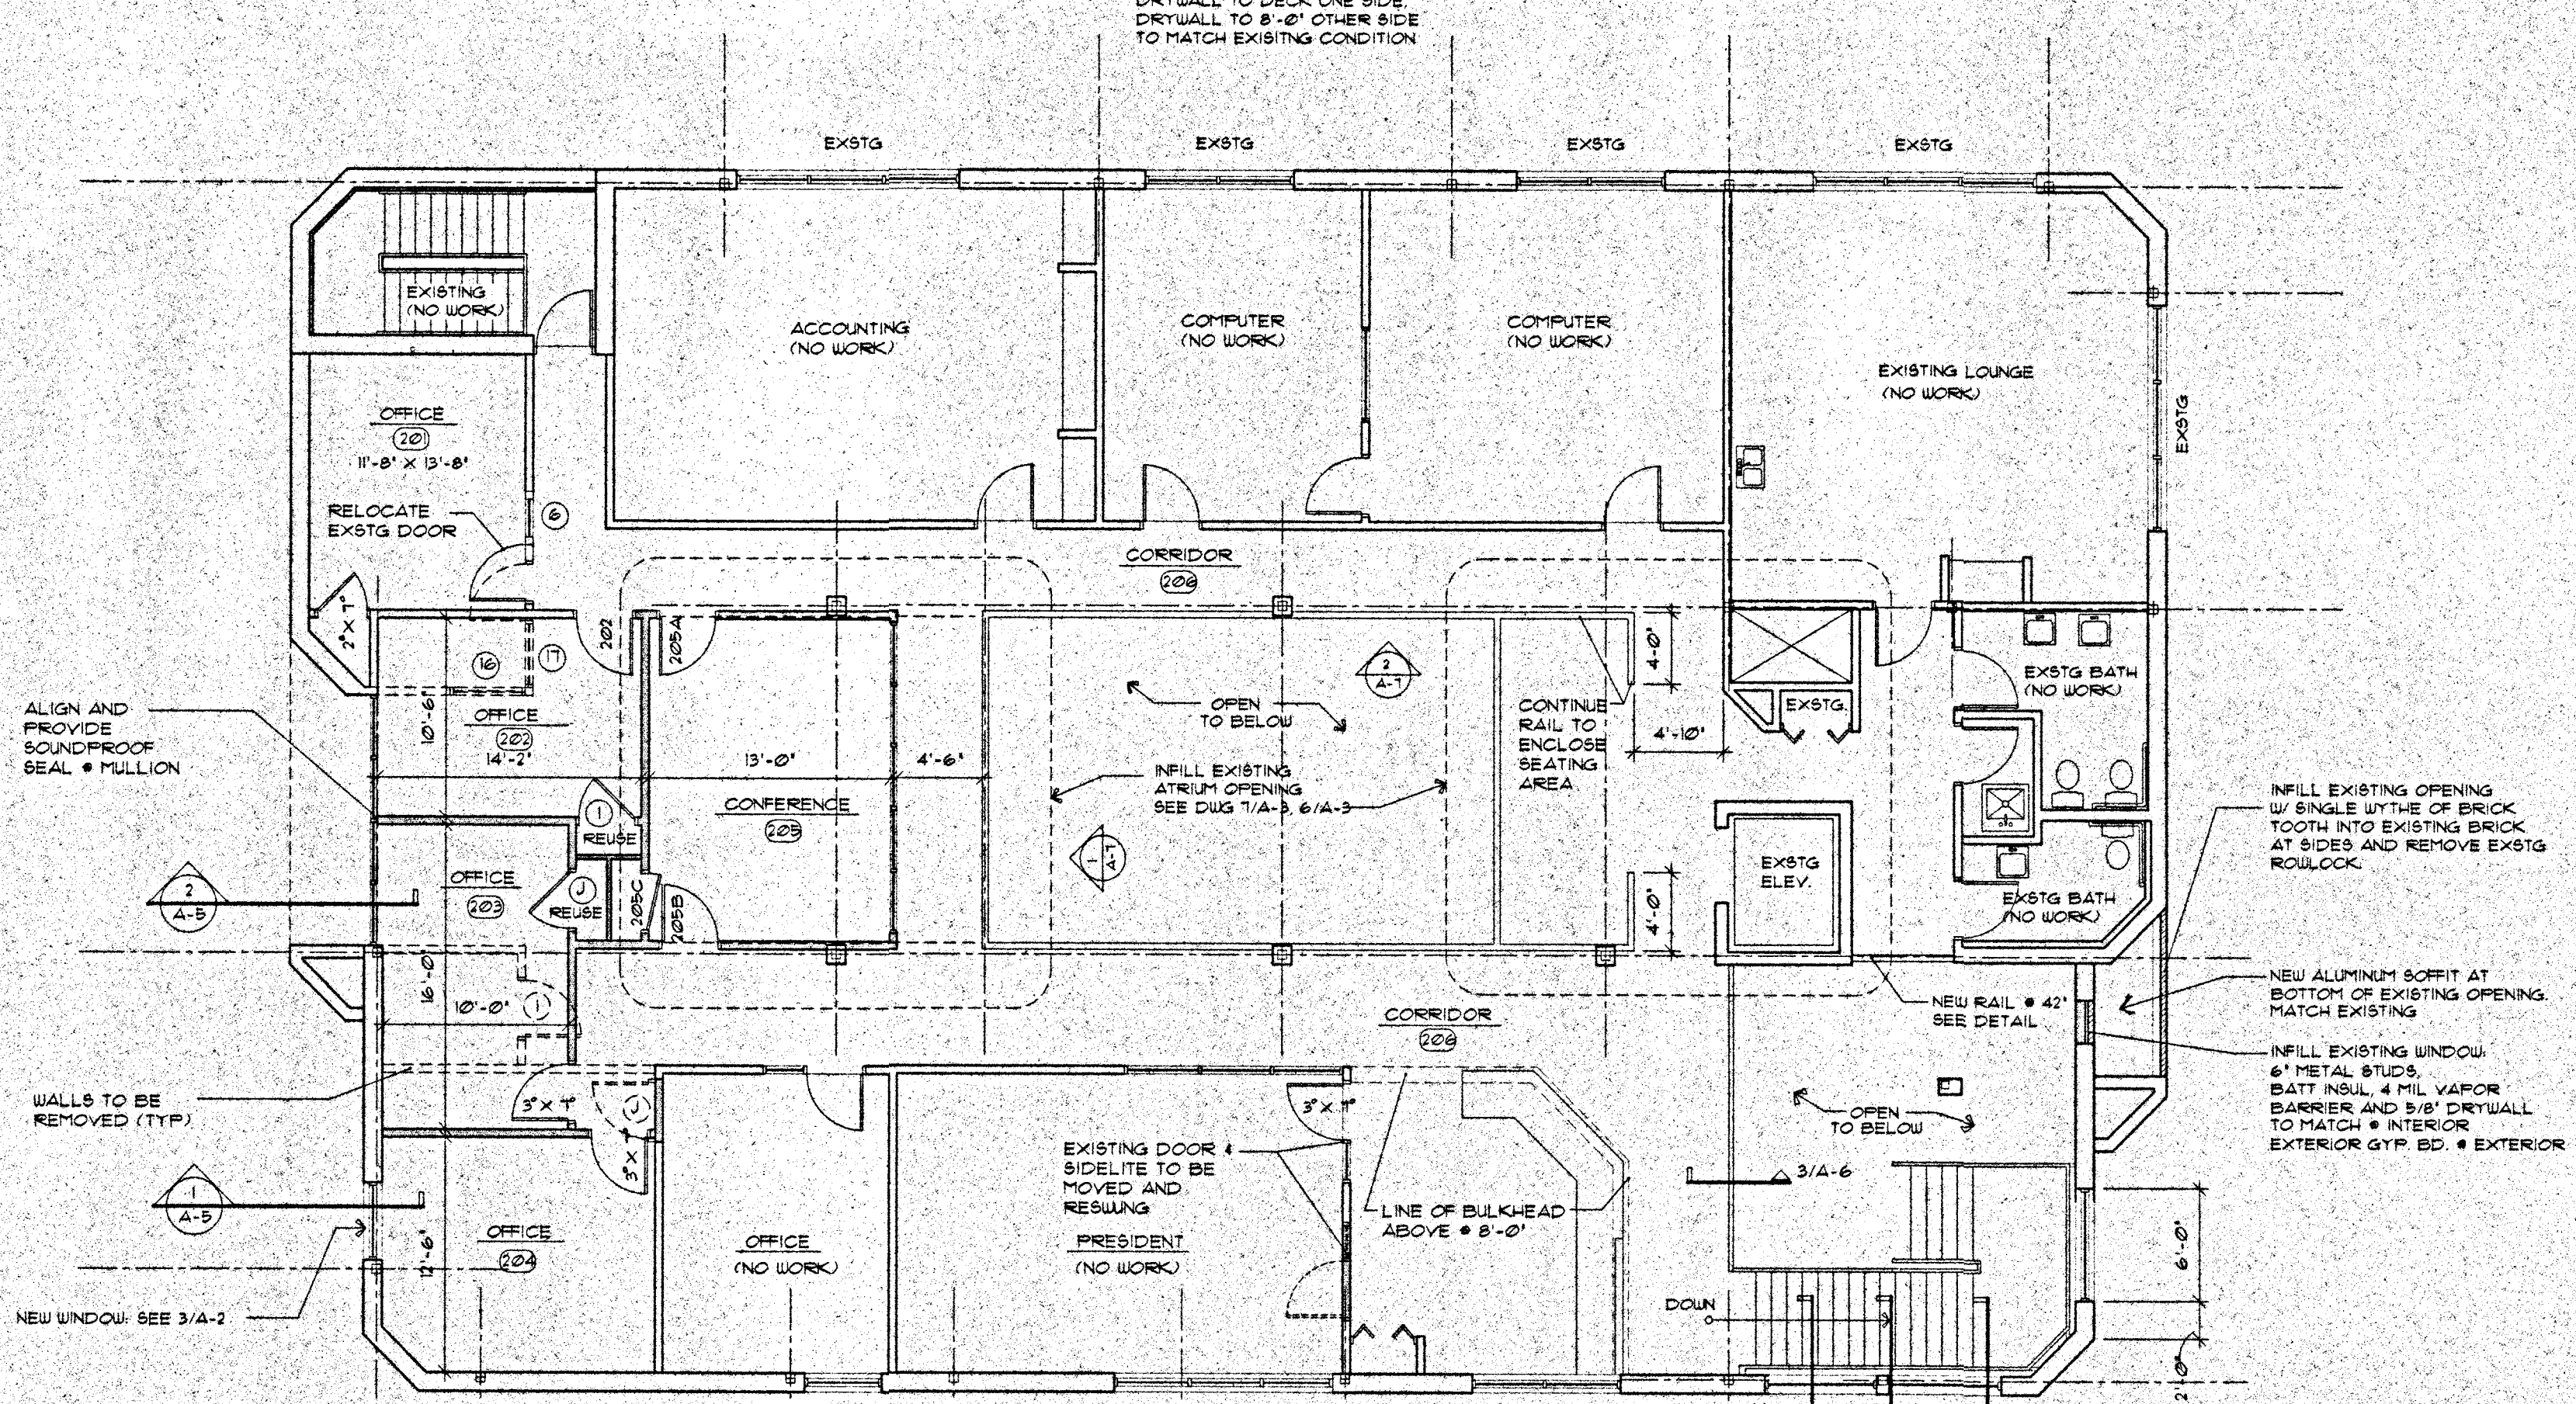 DRYWALL TO DECK ONE SIDE,
DRYWALL TO 8'-0" OTHER SIDE
TO MATCH EXISITNG CONDITION
EXSTG
EXSTG
EXSTG
EXSTG
EXISTING
(NO WORK)
ACCOUNTING
(NO WORK)
COMPUTER
(NO WORK)
COMPUTER
(NO WORK)
EXISTING LOUNGE
(NO WORK)
EXSTG
OFFICE
201
11'-8" X 13'-8"
RELOCATE
EXSTG DOOR
6
CORRIDOR
206
2° X 7°
202
205A
16
17
4'-0"
2
A-7
EXSTG BATH
(NO WORK)
ALIGN AND
PROVIDE
SOUNDPROOF
SEAL @ MULLION
10'-6"
OFFICE
202
14'-2"
13'-0"
4'-6"
OPEN
TO BELOW
CONTINUE
RAIL TO
ENCLOSE
SEATING
AREA
4'-10"
EXSTG.
INFILL EXISTING
ATRIUM OPENING
SEE DWG 7/A-3, 6/A-3
CONFERENCE
205
I
REUSE
1
A-7
INFILL EXISTING OPENING
W/ SINGLE WYTHE OF BRICK
TOOTH INTO EXISTING BRICK
AT SIDES AND REMOVE EXSTG
ROWLOCK.
EXSTG
ELEV.
2
A-5
OFFICE
203
J
REUSE
205C
205B
4'-0"
EXSTG BATH
(NO WORK)
16'-0"
10'-0"
I
CORRIDOR
206
NEW RAIL @ 42"
SEE DETAIL
NEW ALUMINUM SOFFIT AT
BOTTOM OF EXISTING OPENING.
MATCH EXISTING
WALLS TO BE
REMOVED (TYP)
3° X 7°
J
3° X 7°
3° X 7°
OPEN
TO BELOW
INFILL EXISTING WINDOW:
6" METAL STUDS,
BATT INSUL, 4 MIL VAPOR
BARRIER AND 5/8" DRYWALL
TO MATCH @ INTERIOR
EXTERIOR GYP. BD. @ EXTERIOR
EXISTING DOOR &
SIDELITE TO BE
MOVED AND
RESWUNG
3/A-6
1
A-5
LINE OF BULKHEAD
ABOVE @ 8'-0"
OFFICE
204
12'-6"
OFFICE
(NO WORK)
PRESIDENT
(NO WORK)
6'-0"
NEW WINDOW: SEE 3/A-2
DOWN
2'-0"